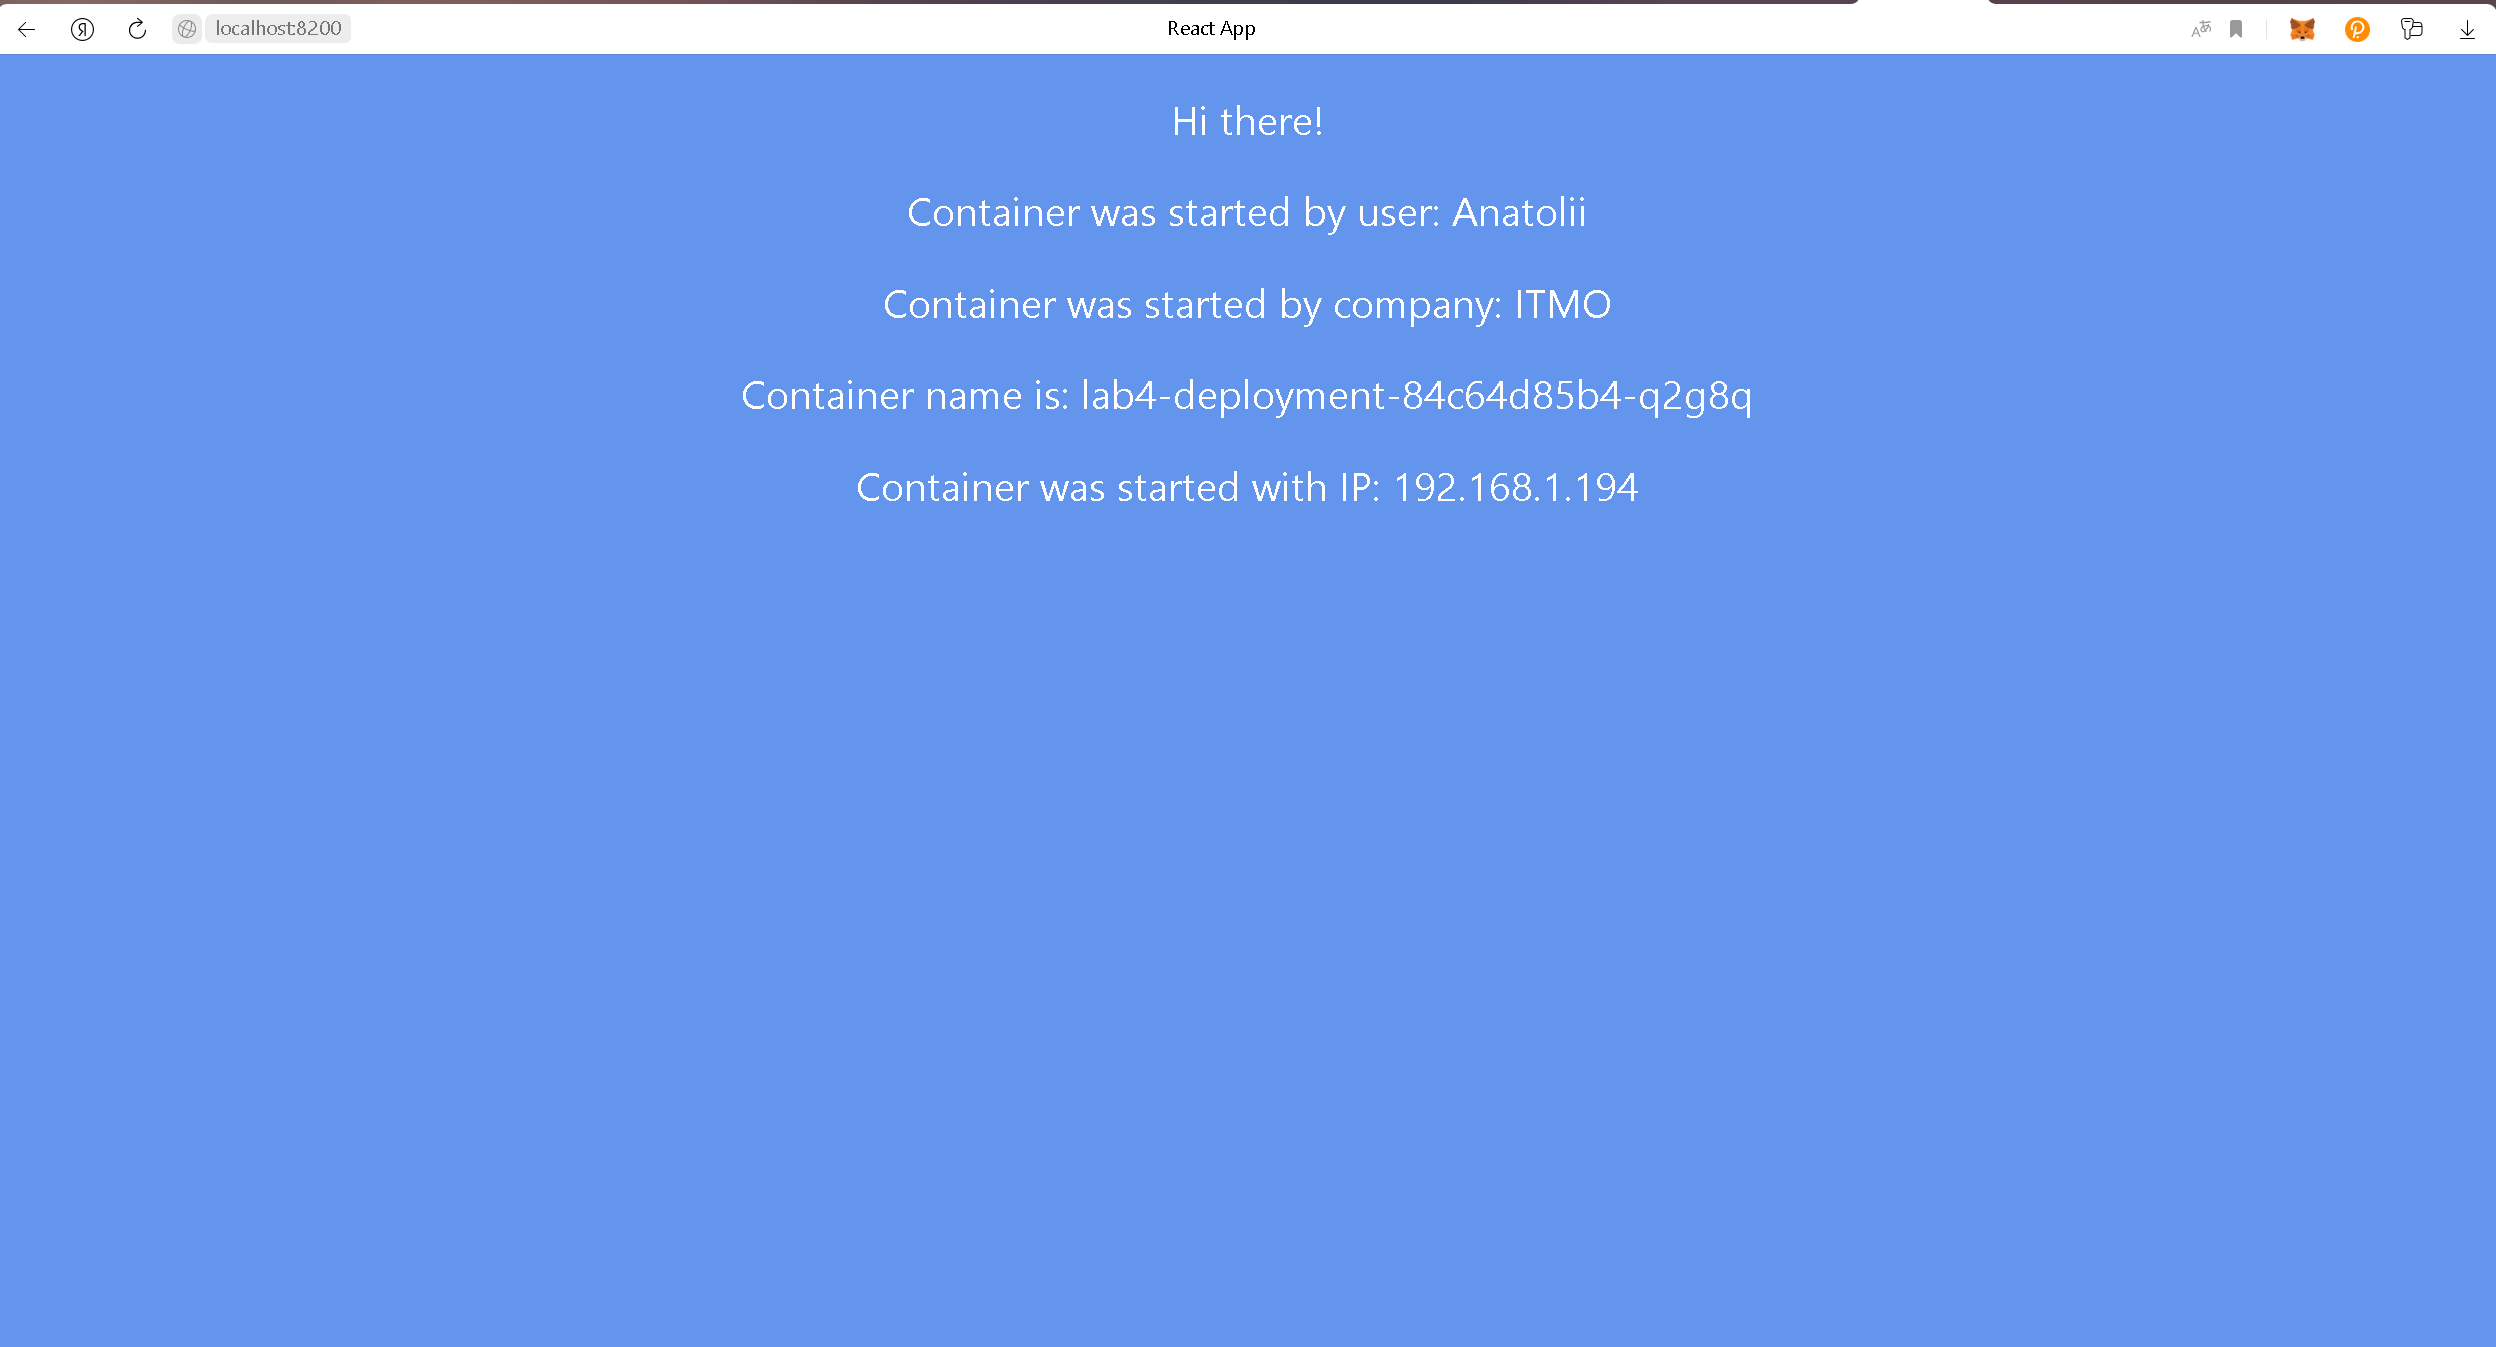 localhost:8200
React App
Hi there!
Container was started by user: Anatolii
Container was started by company: ITMO
Container name is: lab4-deployment-84c64d85b4-q2g8q
Container was started with IP: 192.168.1.194